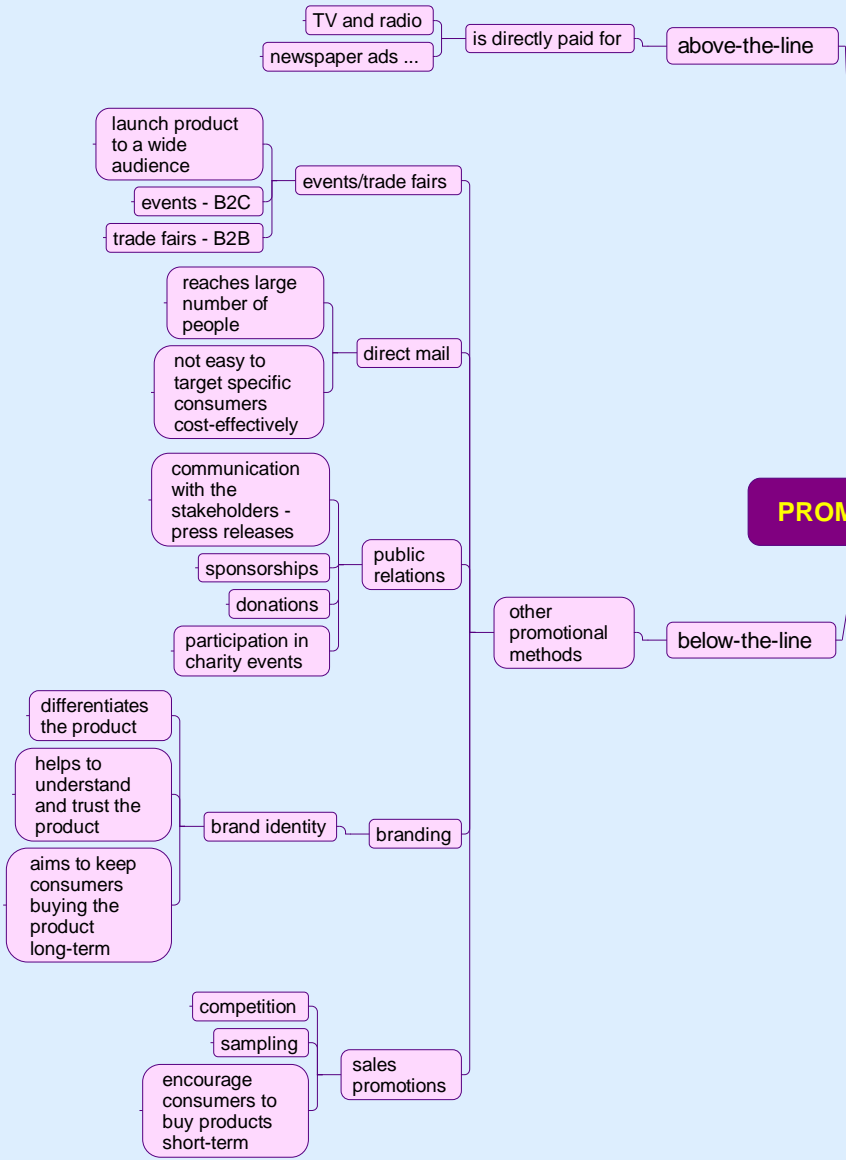 TV and radio
newspaper ads ...
is directly paid for
above-the-line
launch product
to a wide
audience
events - B2C
trade fairs - B2B
events/trade fairs
reaches large
number of
people
not easy to
target specific
consumers
cost-effectively
direct mail
communication
with the
stakeholders -
press releases
sponsorships
donations
participation in
charity events
public
relations
PROM
other
promotional
methods
below-the-line
differentiates
the product
helps to
understand
and trust the
product
aims to keep
consumers
buying the
product
long-term
brand identity
branding
competition
sampling
encourage
consumers to
buy products
short-term
sales
promotions